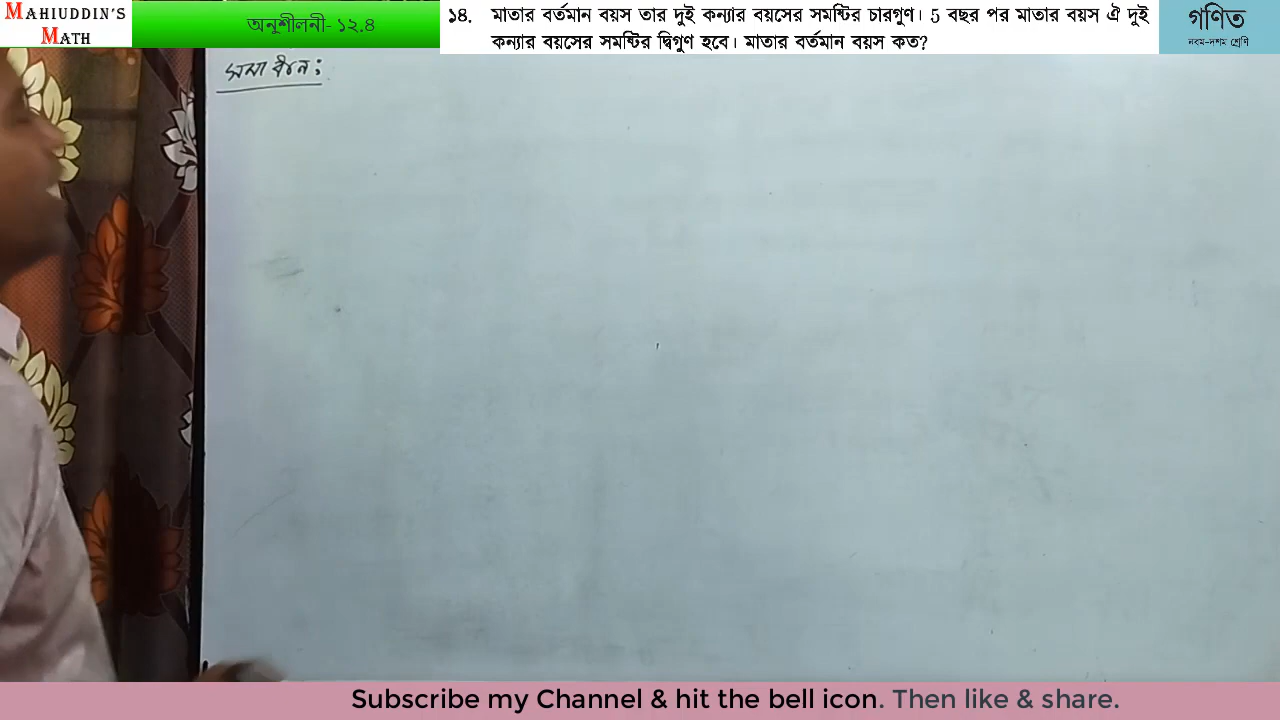 MAHIUDDIN'S
MATH
অনুশীলনী- ১২.৪
১৪. মাতার বর্তমান বয়স তার দুই কন্যার বয়সের সমষ্টির চারগুণ। 5 বছর পর মাতার বয়স ঐ দুই
কন্যার বয়সের সমষ্টির দ্বিগুণ হবে। মাতার বর্তমান বয়স কত?
গণিত
নবম-দশম শ্রেণি
সমাধান:
Subscribe my Channel & hit the bell icon. Then like & share.